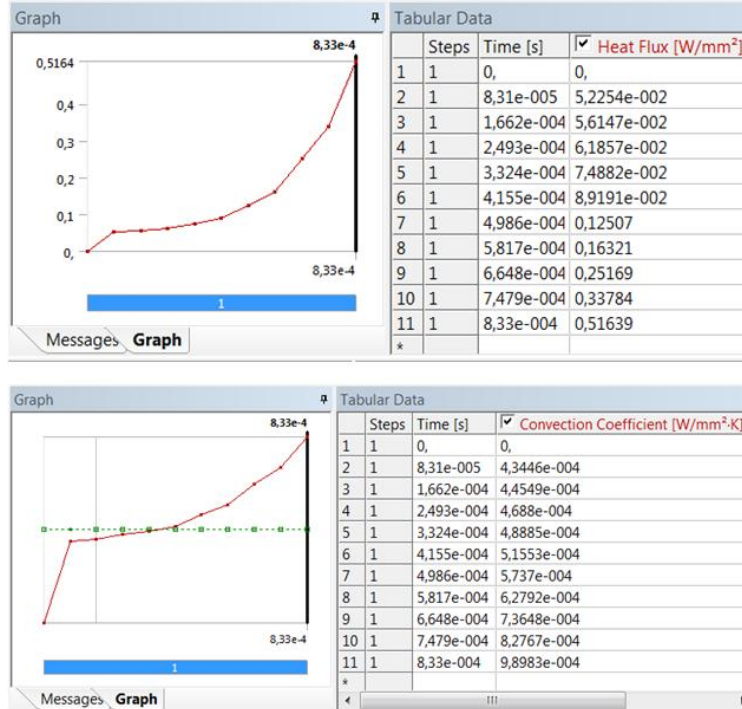 Graph
8,33e-4
0,5164
0,4
0,3
0,2
0,1
0,
8,33e-4
1
Messages Graph
Tabular Data
Steps Time [s] Heat Flux [W/mm²]
1 1 0, 0,
2 1 8,31e-005 5,2254e-002
3 1 1,662e-004 5,6147e-002
4 1 2,493e-004 6,1857e-002
5 1 3,324e-004 7,4882e-002
6 1 4,155e-004 8,9191e-002
7 1 4,986e-004 0,12507
8 1 5,817e-004 0,16321
9 1 6,648e-004 0,25169
10 1 7,479e-004 0,33784
11 1 8,33e-004 0,51639
*
Graph
8,33e-4
8,33e-4
1
Messages Graph
Tabular Data
Steps Time [s] Convection Coefficient [W/mm²·K]
1 1 0, 0,
2 1 8,31e-005 4,3446e-004
3 1 1,662e-004 4,4549e-004
4 1 2,493e-004 4,688e-004
5 1 3,324e-004 4,8885e-004
6 1 4,155e-004 5,1553e-004
7 1 4,986e-004 5,737e-004
8 1 5,817e-004 6,2792e-004
9 1 6,648e-004 7,3648e-004
10 1 7,479e-004 8,2767e-004
11 1 8,33e-004 9,8983e-004
*